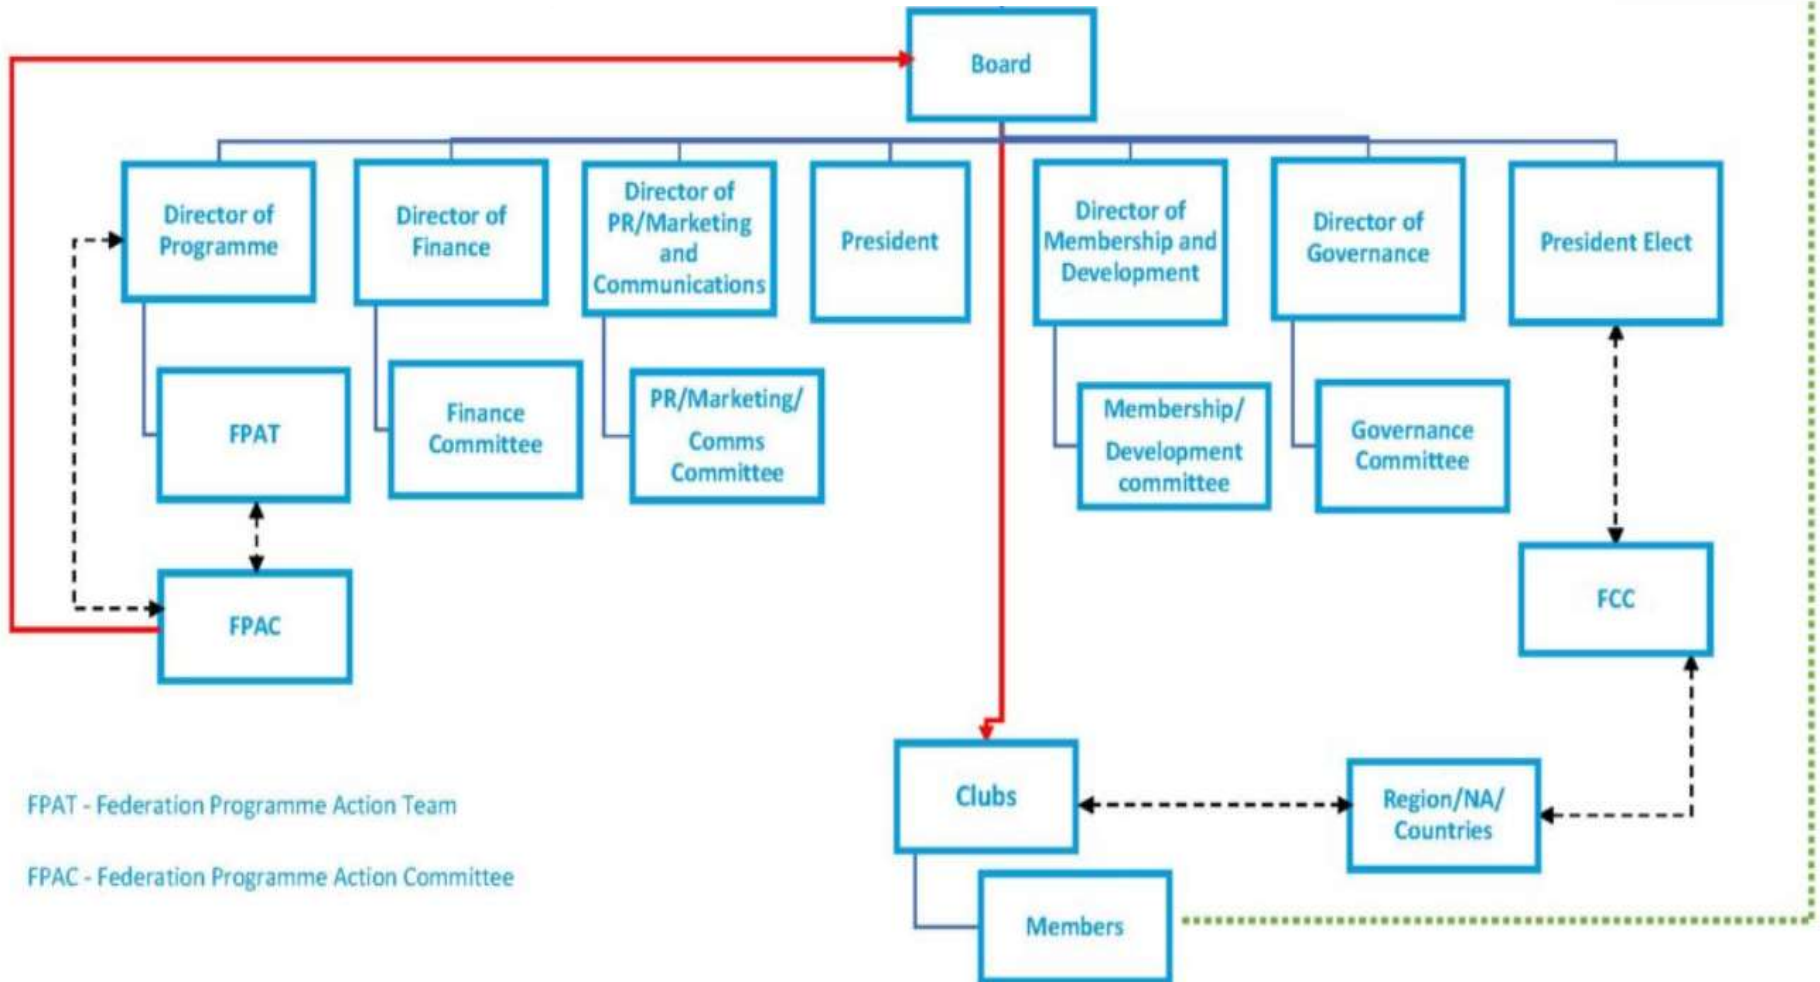 Board
Director of
Programme
Director of
Finance
Director of
PR/Marketing
and
Communications
President
Director of
Membership and
Development
Director of
Governance
President Elect
FPAT
Finance
Committee
PR/Marketing/
Comms
Committee
Membership/
Development
committee
Governance
Committee
FPAC
FCC
Clubs
Region/NA/
Countries
Members
FPAT - Federation Programme Action Team
FPAC - Federation Programme Action Committee